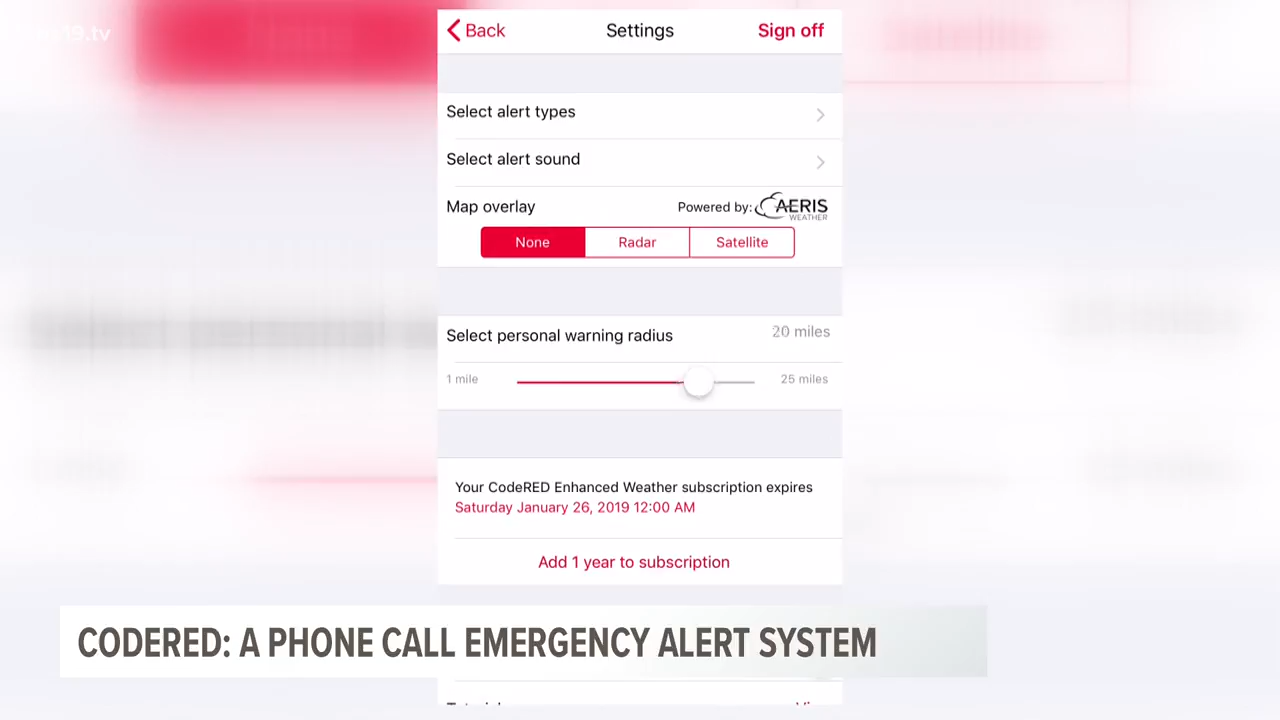 Back
Settings
Sign off
Select alert types
Select alert sound
Map overlay
Powered by: AERIS
WEATHER
None
Radar
Satellite
Select personal warning radius
20 miles
1 mile
25 miles
Your CodeRED Enhanced Weather subscription expires
Saturday January 26, 2019 12:00 AM
Add 1 year to subscription
CODERED: A PHONE CALL EMERGENCY ALERT SYSTEM